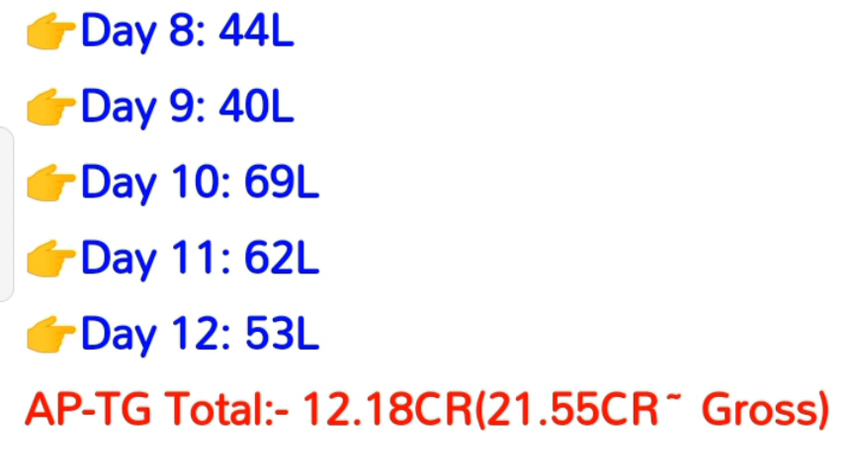 👉Day 8: 44L
👉Day 9: 40L
👉Day 10: 69L
👉Day 11: 62L
👉Day 12: 53L
AP-TG Total:- 12.18CR(21.55CR~ Gross)